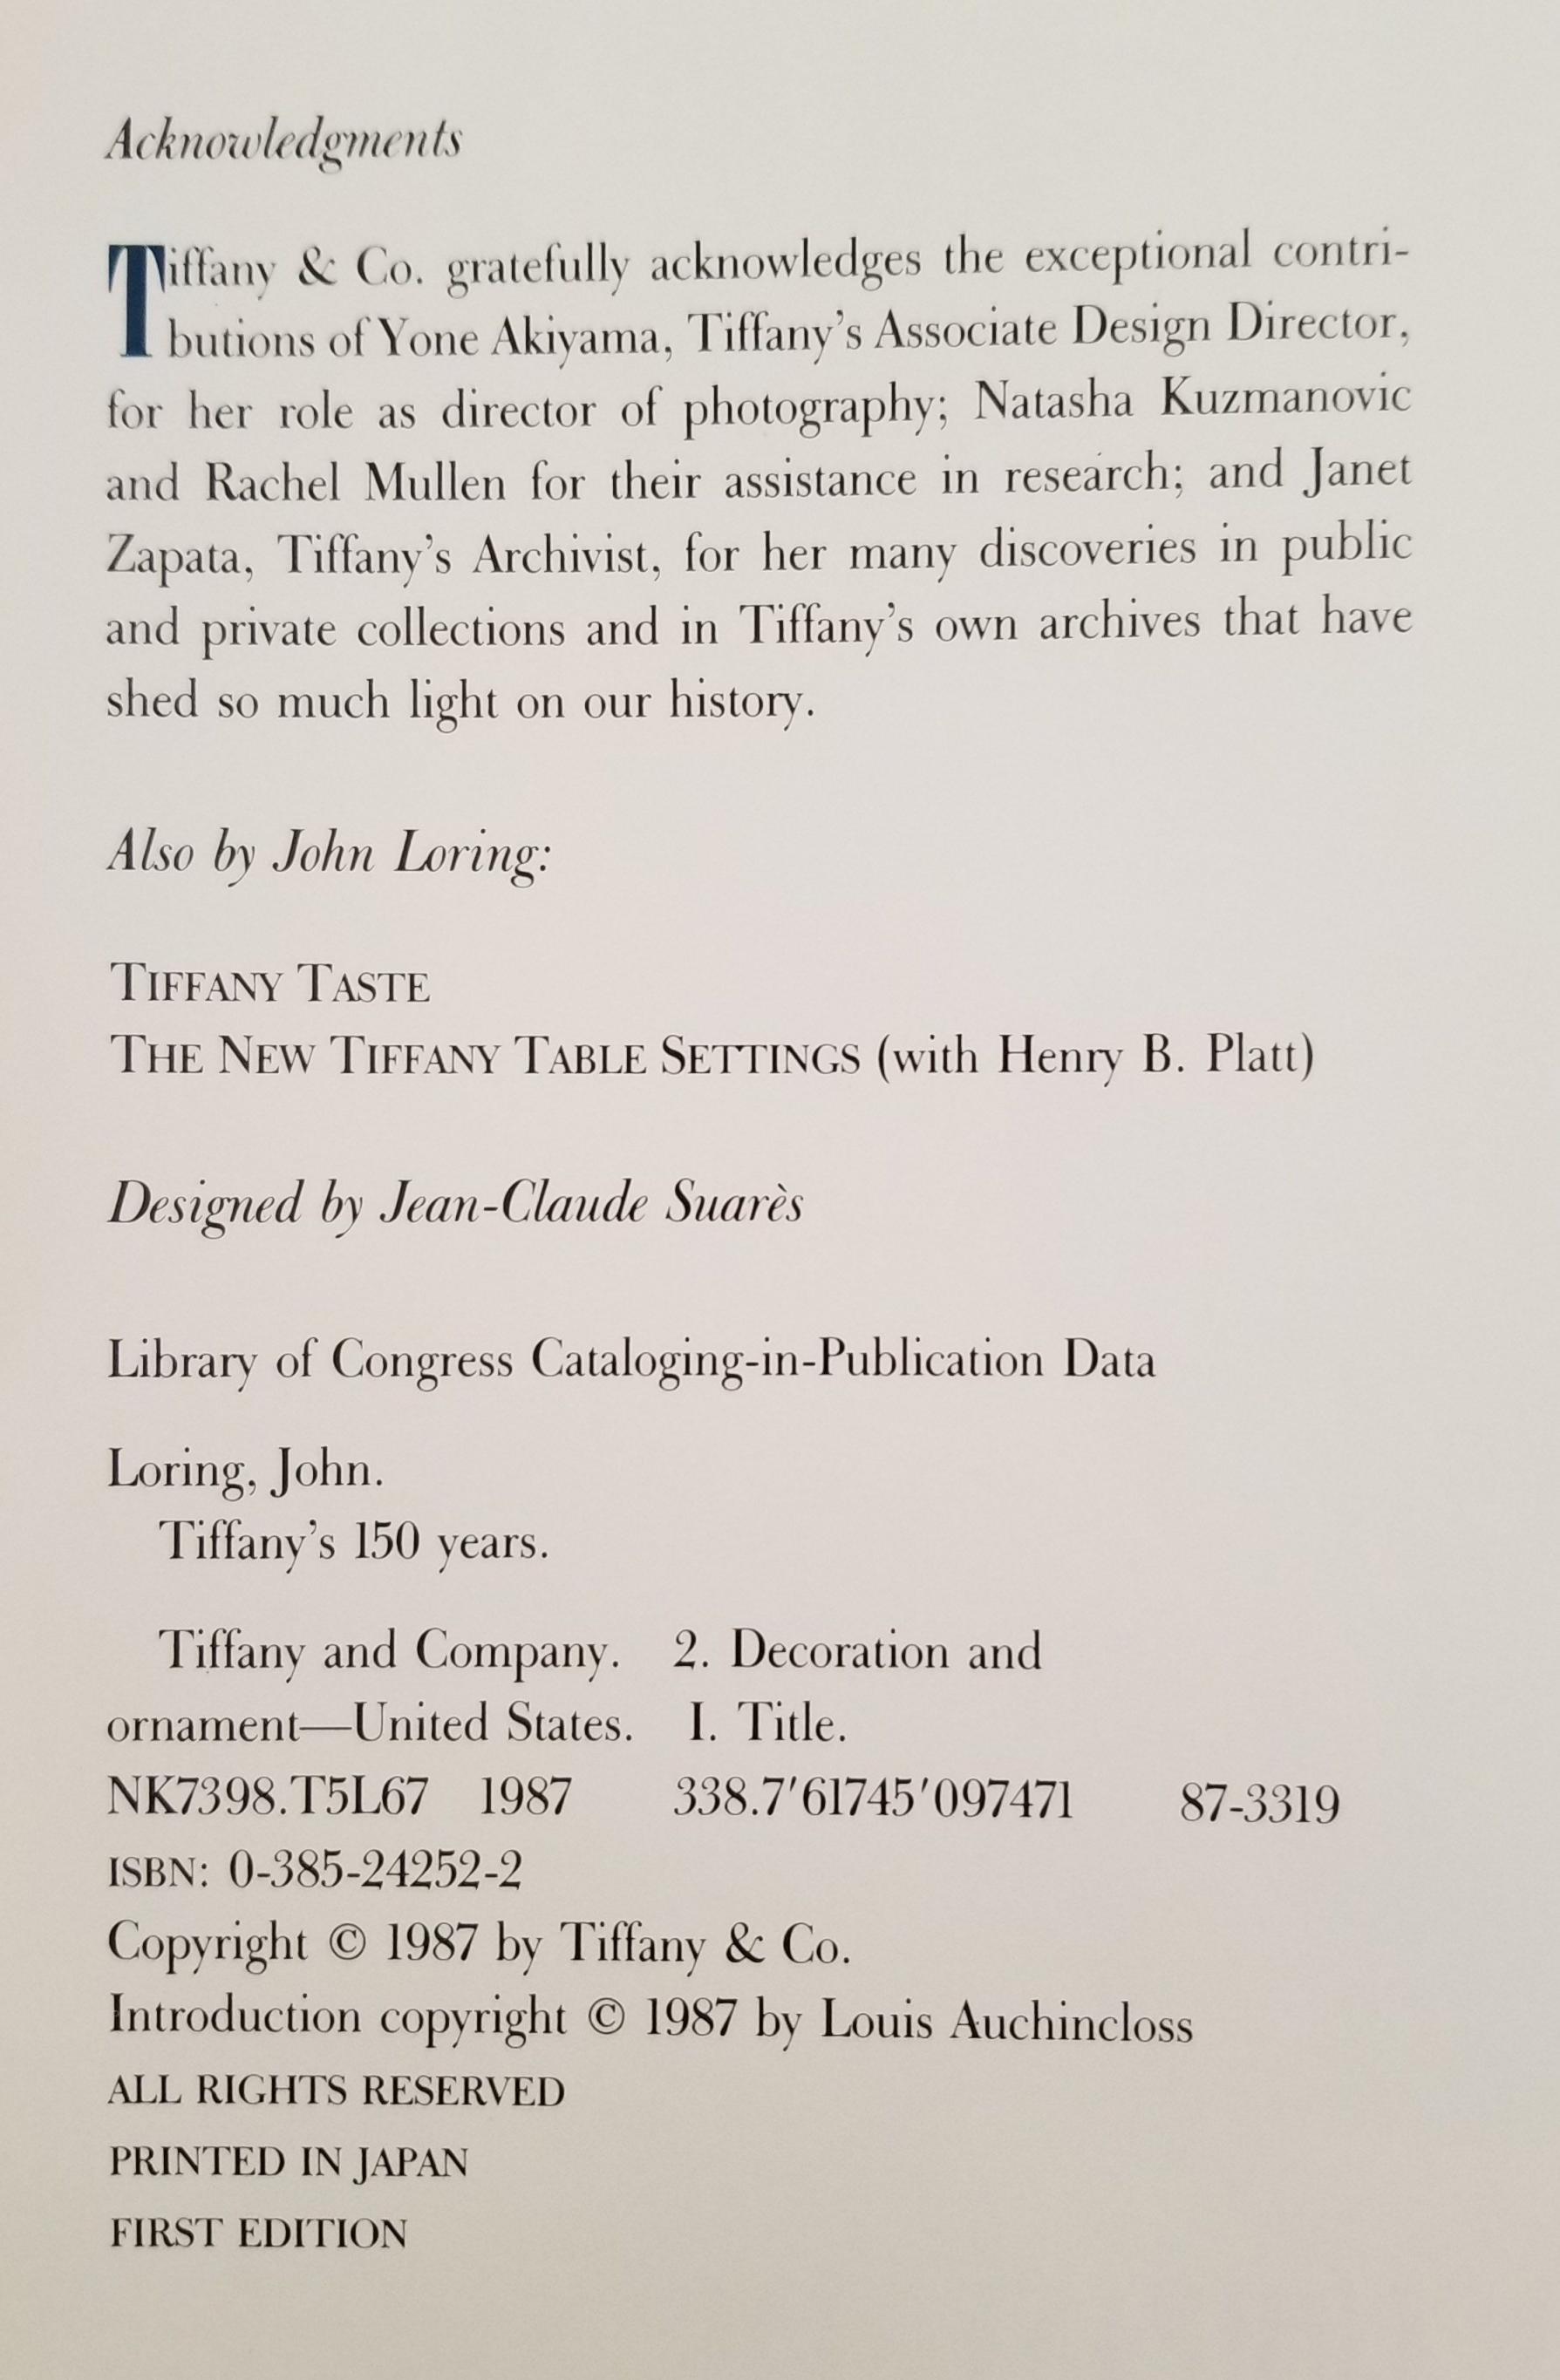 Acknowledgments
Tiffany & Co. gratefully acknowledges the exceptional contri-
butions of Yone Akiyama, Tiffany's Associate Design Director,
for her role as director of photography; Natasha Kuzmanovic
and Rachel Mullen for their assistance in research; and Janet
Zapata, Tiffany's Archivist, for her many discoveries in public
and private collections and in Tiffany's own archives that have
shed so much light on our history.
Also by John Loring:
TIFFANY TASTE
THE NEW TIFFANY TABLE SETTINGS (with Henry B. Platt)
Designed by Jean-Claude Suarès
Library of Congress Cataloging-in-Publication Data
Loring, John.
Tiffany's 150 years.
Tiffany and Company. 2. Decoration and
ornament—United States. I. Title.
NK7398.T5L67 1987 338.7'61745'097471 87-3319
ISBN: 0-385-24252-2
Copyright © 1987 by Tiffany & Co.
Introduction copyright © 1987 by Louis Auchincloss
ALL RIGHTS RESERVED
PRINTED IN JAPAN
FIRST EDITION